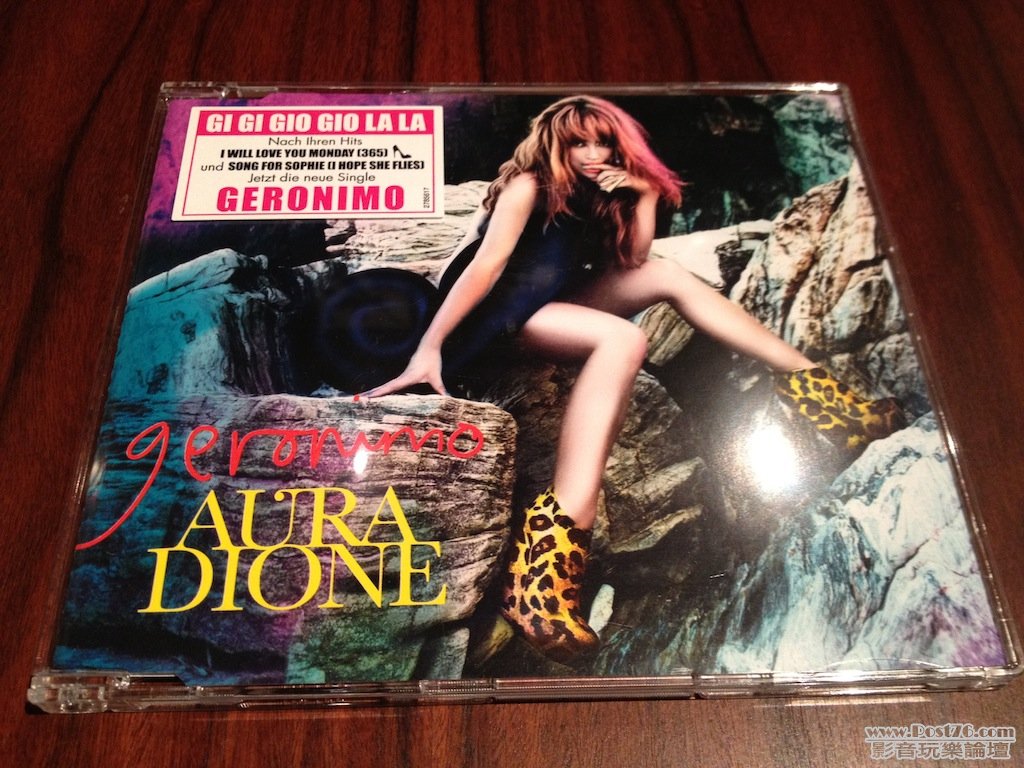 GI GI GIO GIO LA LA
Nach Ihren Hits
I WILL LOVE YOU MONDAY (365)
und SONG FOR SOPHIE (I HOPE SHE FLIES)
Jetzt die neue Single
GERONIMO
2785617
geronimo
AURA
DIONE
www.Post76.com
影音玩樂論壇